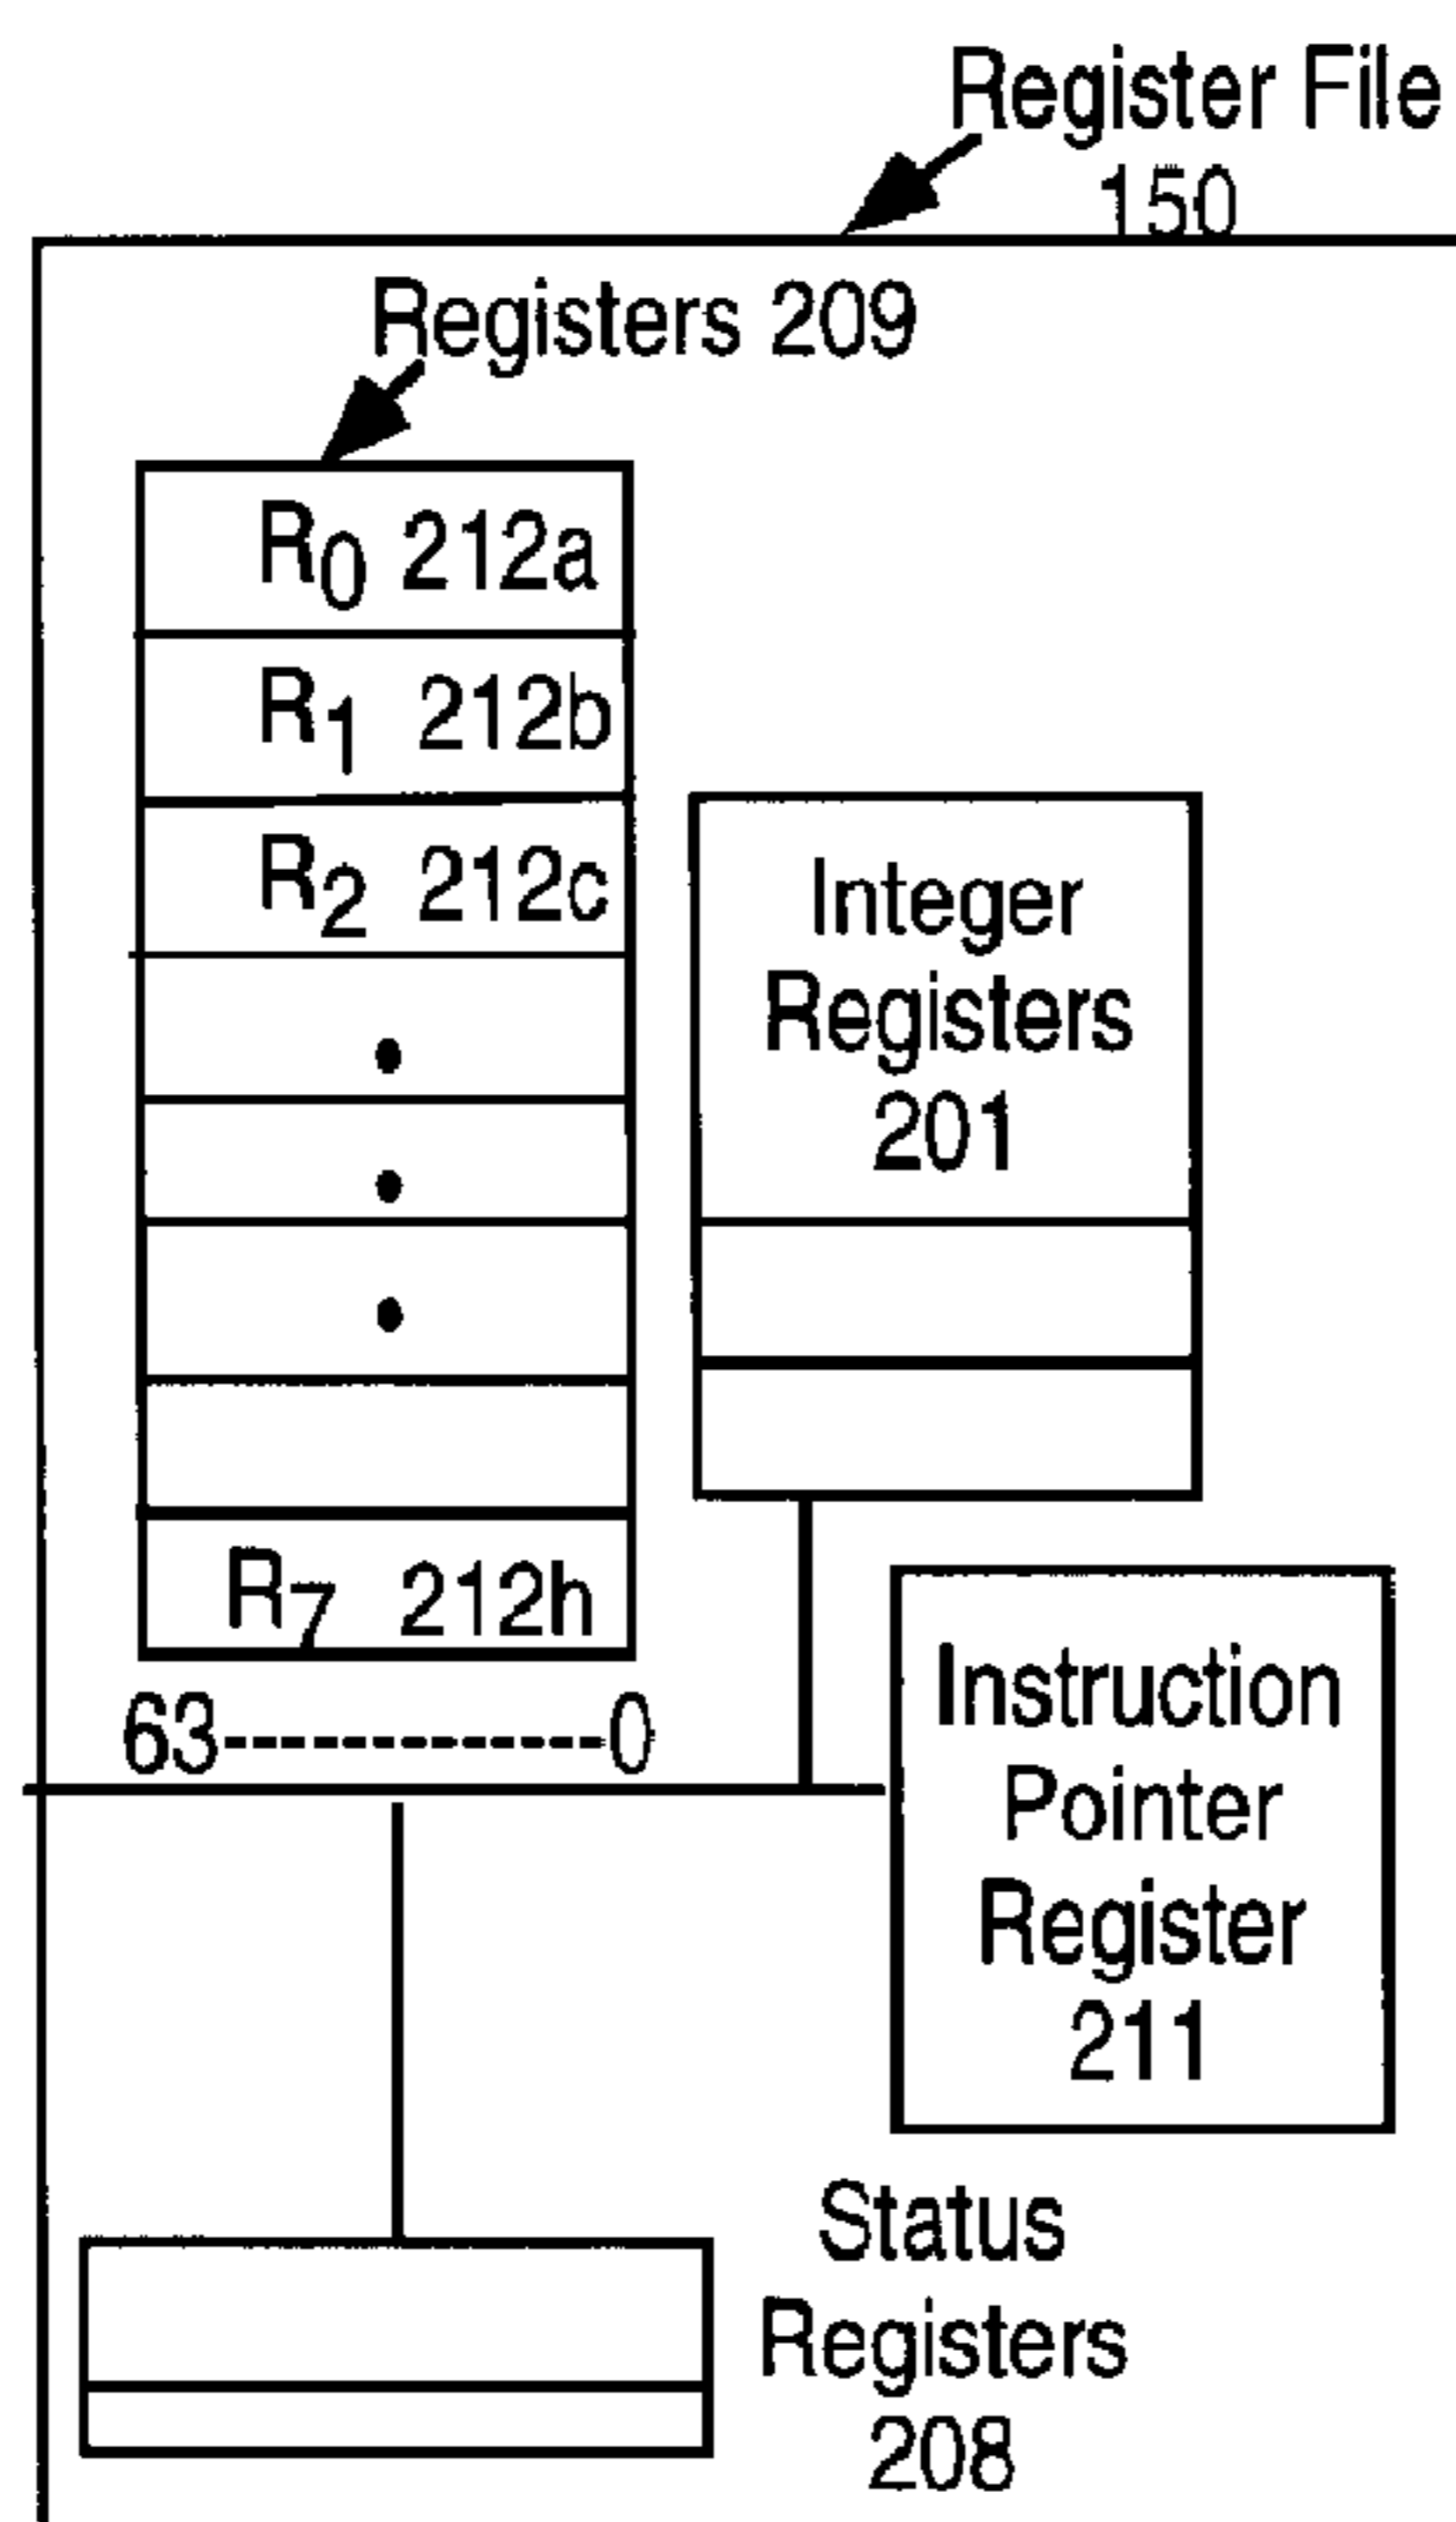 Register File
150
Registers 209
R0 212a
R1 212b
R2 212c
Integer
Registers
201
R7 212h
63-------------0
Instruction
Pointer
Register
211
Status
Registers
208